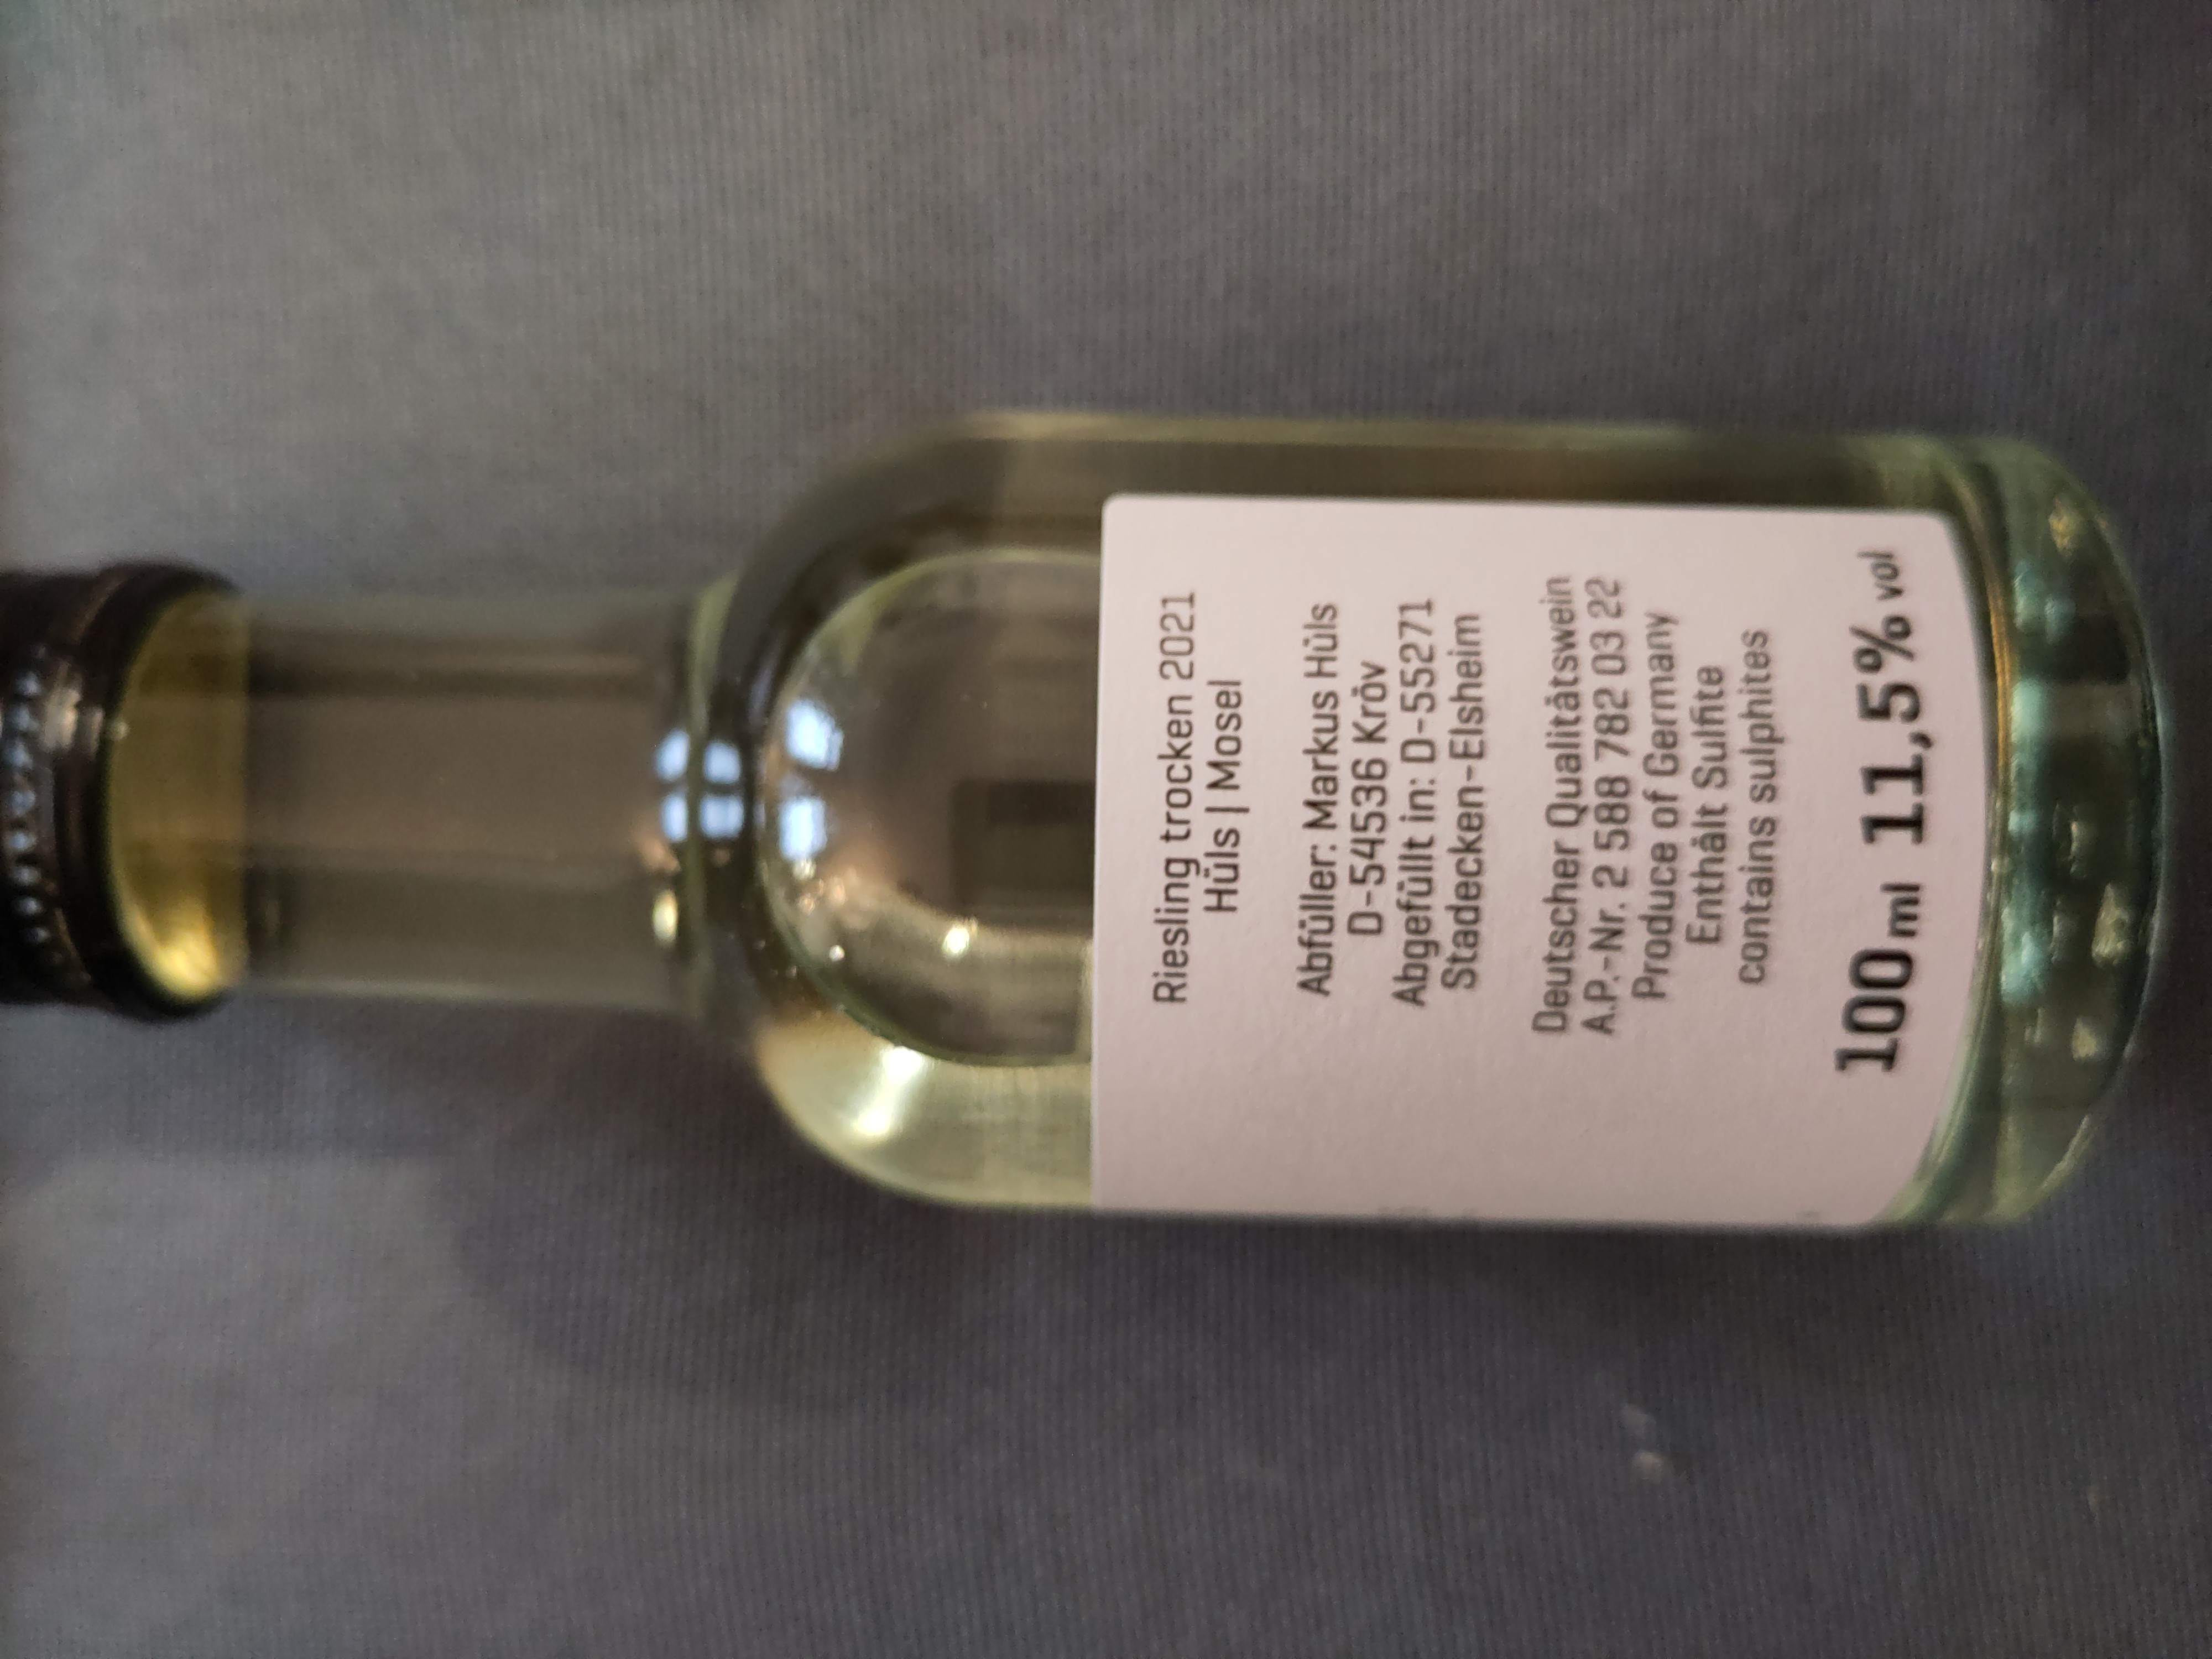 Riesling trocken 2021
Hüls | Mosel
Abfüller: Markus Hüls
D-54536 Kröv
Abgefüllt in: D-55271
Stadecken-Elsheim
Deutscher Qualitätswein
A.P.-Nr. 2 588 782 03 22
Produce of Germany
Enthält Sulfite
contains sulphites
100 ml 11,5% vol